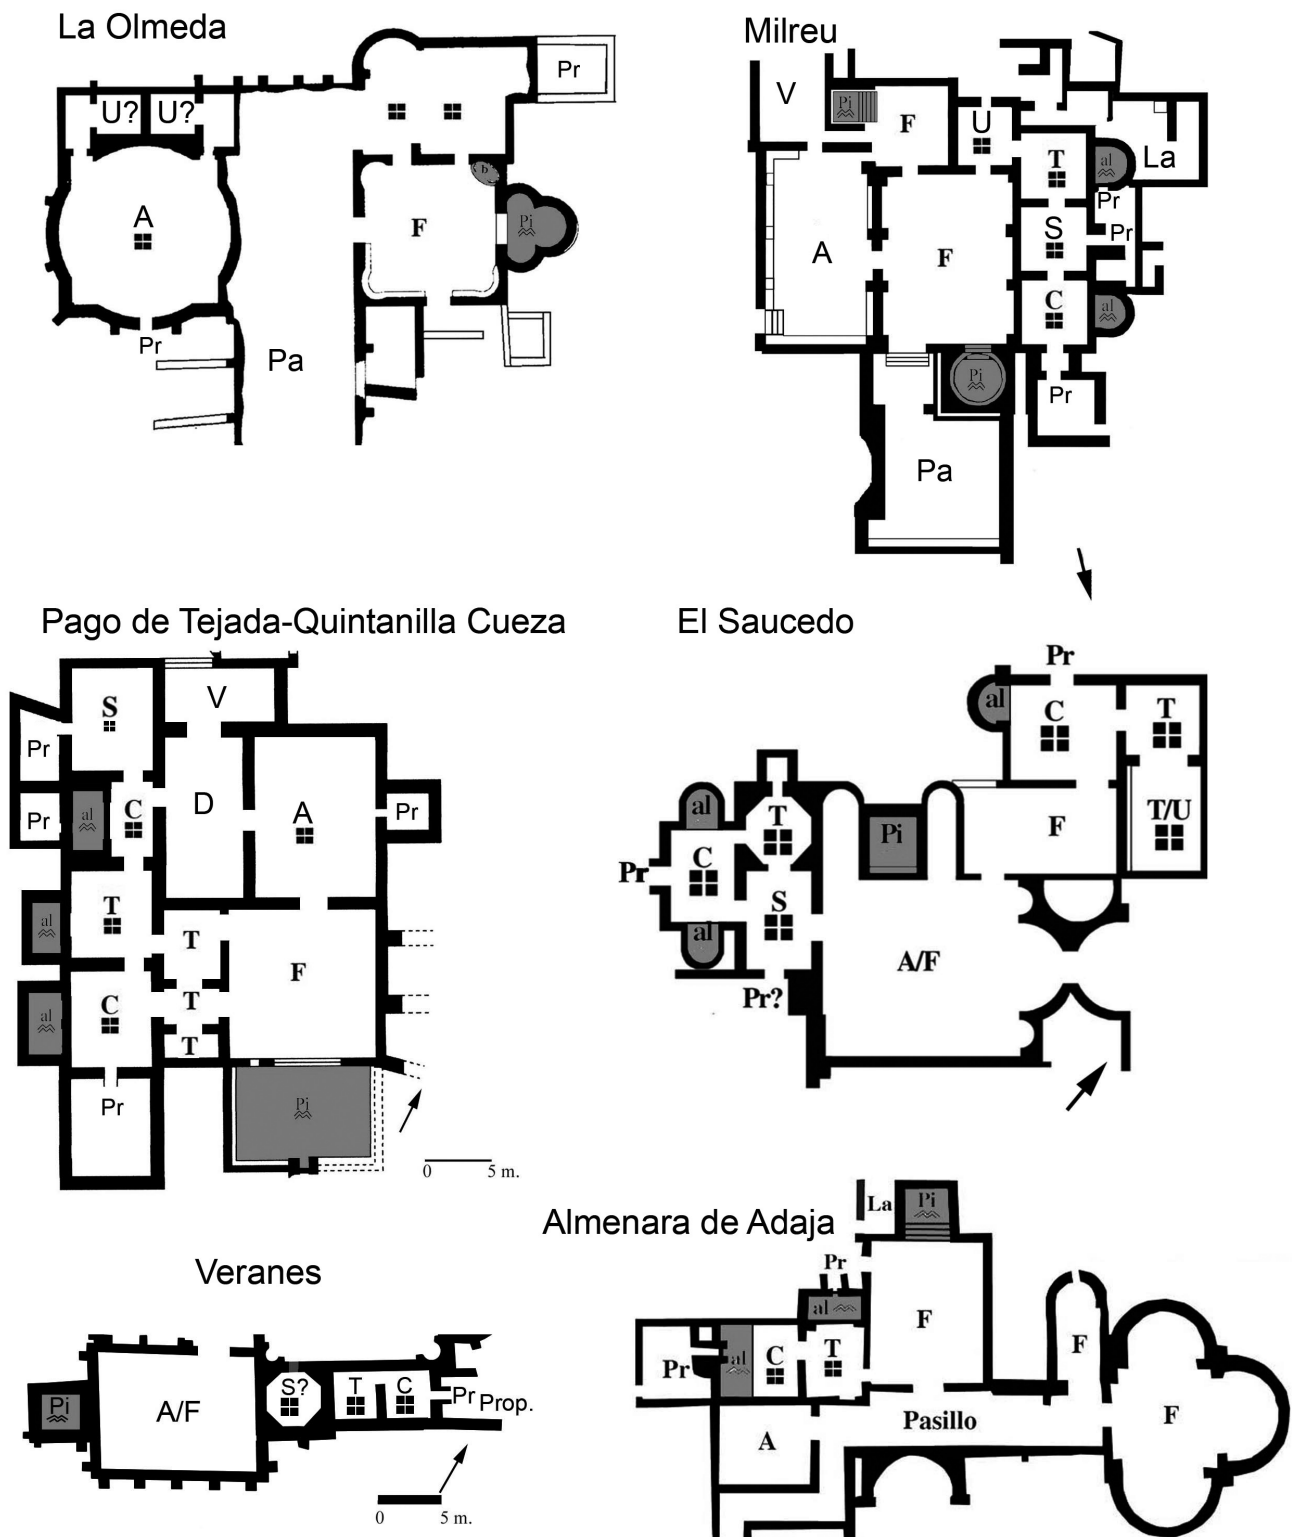 La Olmeda
Pr
U? U?
A
b
F
Pi
Pr
Pa
Milreu
V
Pi
F
U
T
al
La
Pr
S
Pr
A
F
C
al
Pi
Pr
Pa
Pago de Tejada-Quintanilla Cueza
S
V
Pr
D
A
Pr
Pr
al
C
T
al
T
F
C
T
al
T
Pr
Pi
0 5 m.
El Saucedo
Pr
al
C
T
al
T
Pi
F
T/U
Pr
C
S
al
A/F
Pr?
Veranes
Pi
A/F
S?
T
C
Pr
Prop.
0 5 m.
Almenara de Adaja
La
Pi
Pr
al
F
F
Pr
al
C
T
Pasillo
F
A